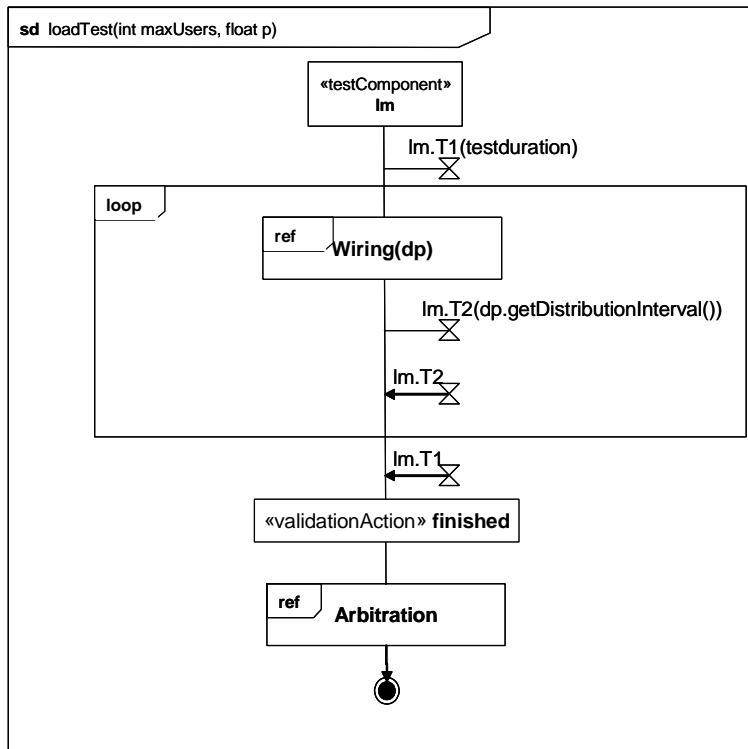 sd loadTest(int maxUsers, float p)
«testComponent»
lm
lm.T1(testduration)
loop
ref
Wiring(dp)
lm.T2(dp.getDistributionInterval())
lm.T2
lm.T1
«validationAction» finished
ref
Arbitration